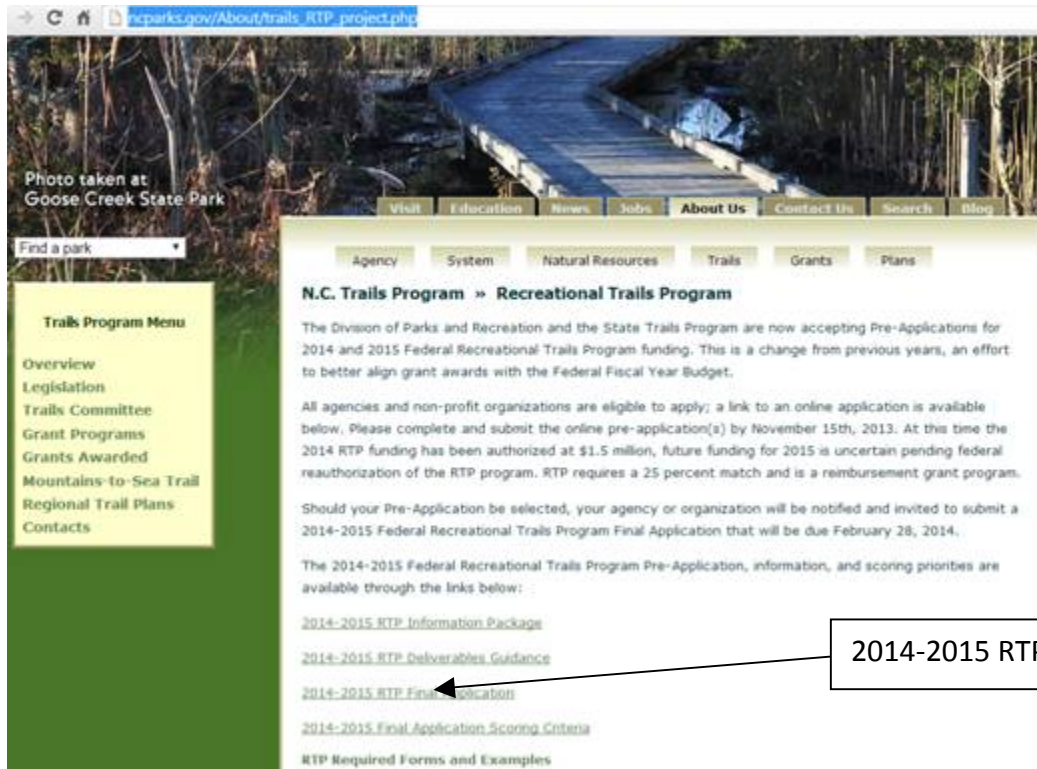 ncparks.gov/About/trails_RTP_project.php
Photo taken at
Goose Creek State Park
Visit Education News Jobs About Us Contact Us Search Blog
Find a park
Agency System Natural Resources Trails Grants Plans
Trails Program Menu
Overview
Legislation
Trails Committee
Grant Programs
Grants Awarded
Mountains-to-Sea Trail
Regional Trail Plans
Contacts
N.C. Trails Program » Recreational Trails Program
The Division of Parks and Recreation and the State Trails Program are now accepting Pre-Applications for
2014 and 2015 Federal Recreational Trails Program funding. This is a change from previous years, an effort
to better align grant awards with the Federal Fiscal Year Budget.
All agencies and non-profit organizations are eligible to apply; a link to an online application is available
below. Please complete and submit the online pre-application(s) by November 15th, 2013. At this time the
2014 RTP funding has been authorized at $1.5 million, future funding for 2015 is uncertain pending federal
reauthorization of the RTP program. RTP requires a 25 percent match and is a reimbursement grant program.
Should your Pre-Application be selected, your agency or organization will be notified and invited to submit a
2014-2015 Federal Recreational Trails Program Final Application that will be due February 28, 2014.
The 2014-2015 Federal Recreational Trails Program Pre-Application, information, and scoring priorities are
available through the links below:
2014-2015 RTP Information Package
2014-2015 RTP Deliverables Guidance
2014-2015 RTP Final Application
2014-2015 Final Application Scoring Criteria
RTP Required Forms and Examples
2014-2015 RTP